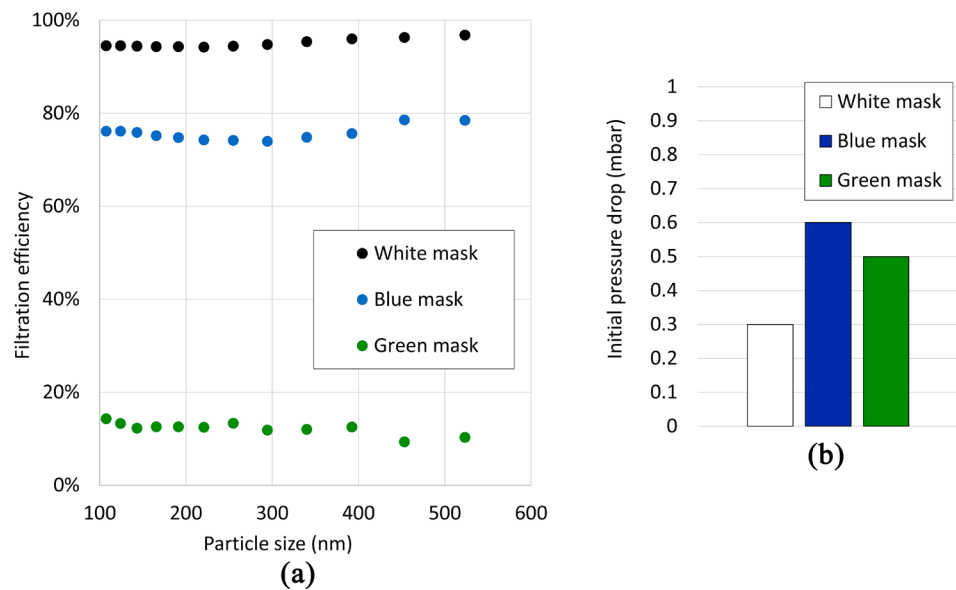 100%
80%
60%
40%
20%
0%
Filtration efficiency
White mask
Blue mask
Green mask
100 200 300 400 500 600
Particle size (nm)
(a)
1
0.9
0.8
0.7
0.6
0.5
0.4
0.3
0.2
0.1
0
Initial pressure drop (mbar)
White mask
Blue mask
Green mask
(b)